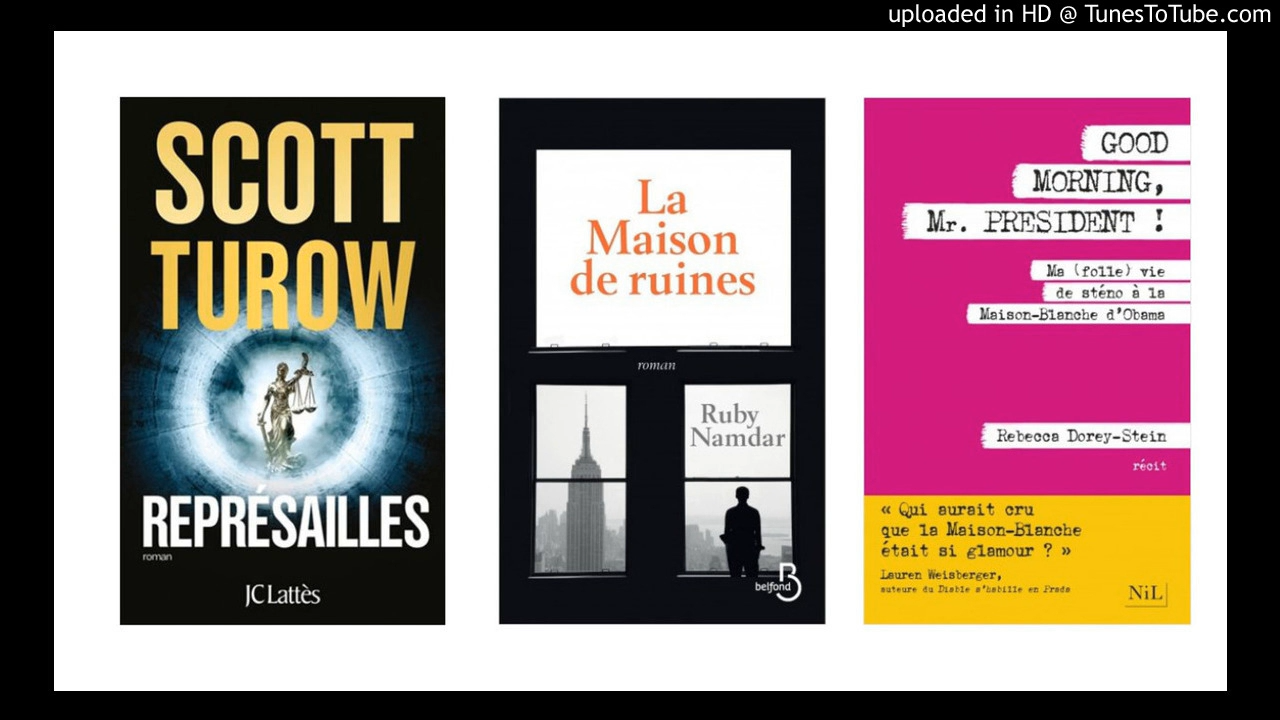 uploaded in HD @ TunesToTube.com
SCOTT
TUROW
REPRÉSAILLES
roman
JC Lattès
La
Maison
de ruines
roman
Ruby
Namdar
belfond
GOOD
MORNING,
Mr. PRESIDENT !
Ma (folle) vie
de sténo à la
Maison-Blanche d'Obama
Rebecca Dorey-Stein
récit
« Qui aurait cru
que la Maison-Blanche
était si glamour ? »
Lauren Weisberger,
auteure du Diable s'habille en Prada
NiL